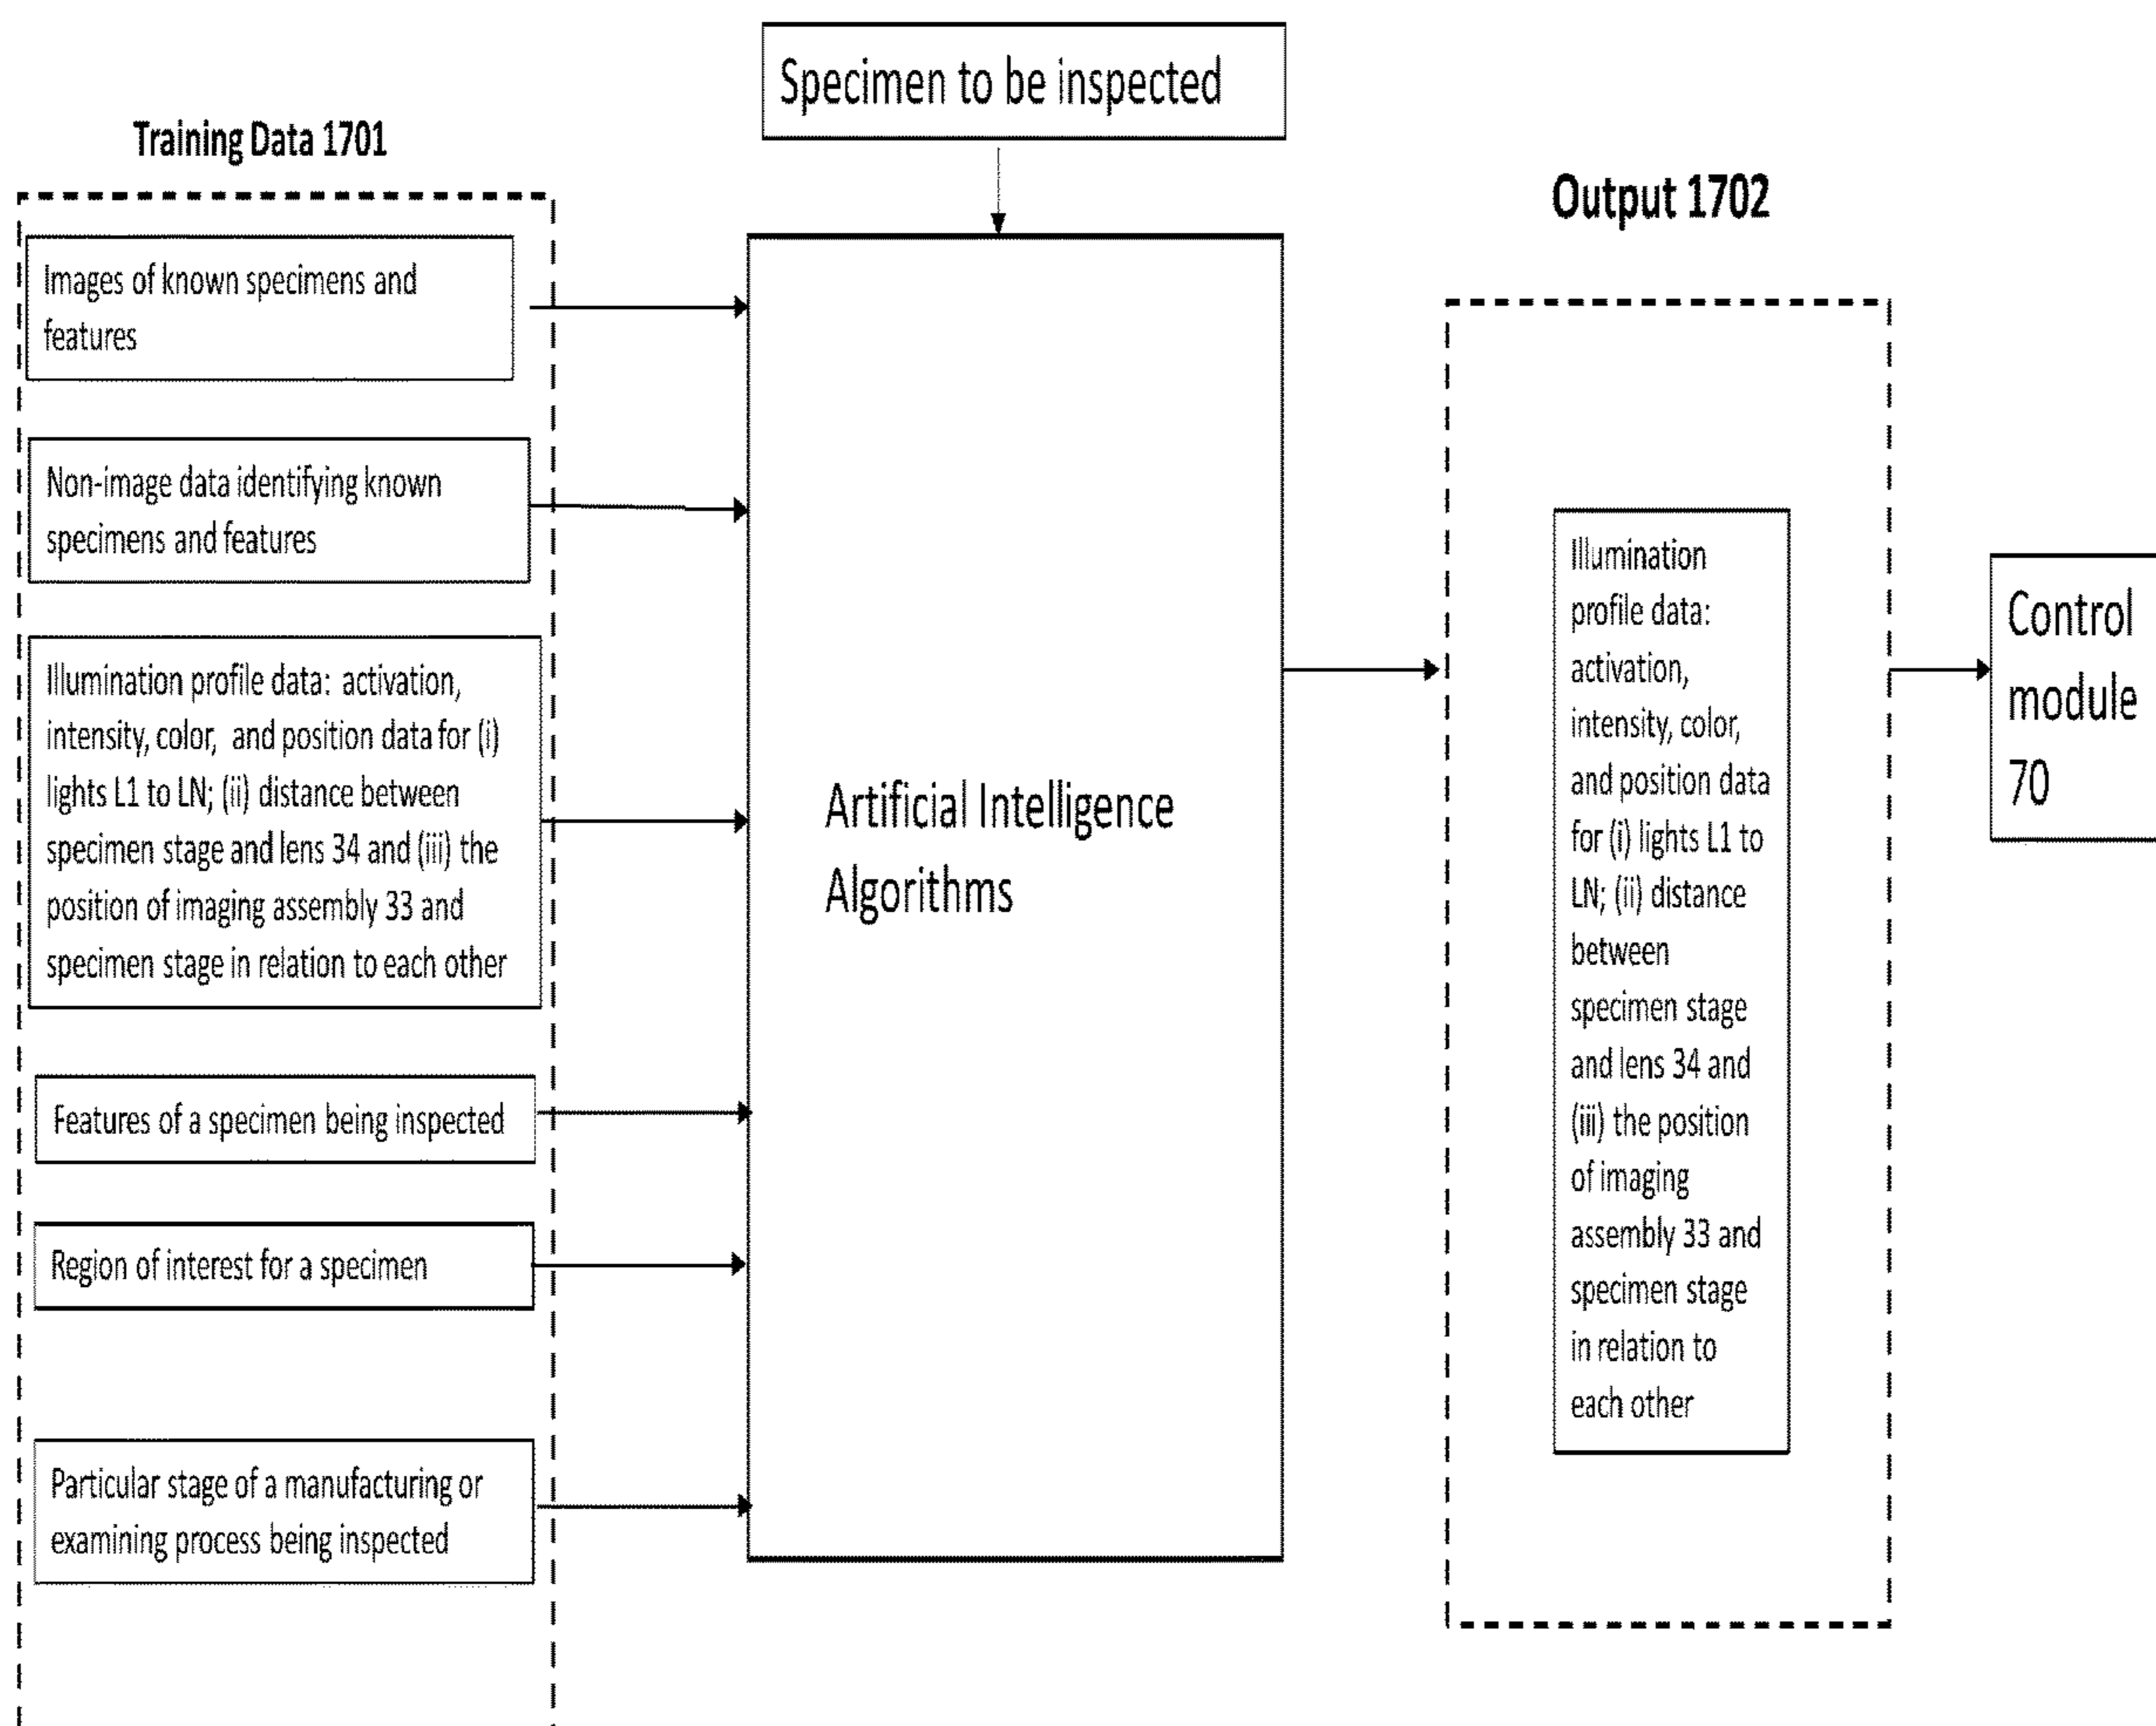 Specimen to be inspected
Training Data 1701
Output 1702
Images of known specimens and
features
Non-image data identifying known
specimens and features
Illumination profile data: activation,
intensity, color, and position data for (i)
lights L1 to LN; (ii) distance between
specimen stage and lens 34 and (iii) the
position of imaging assembly 33 and
specimen stage in relation to each other
Features of a specimen being inspected
Region of interest for a specimen
Particular stage of a manufacturing or
examining process being inspected
Artificial Intelligence
Algorithms
Illumination
profile data:
activation,
intensity, color,
and position data
for (i) lights L1 to
LN; (ii) distance
between
specimen stage
and lens 34 and
(iii) the position
of imaging
assembly 33 and
specimen stage
in relation to
each other
Control
module
70